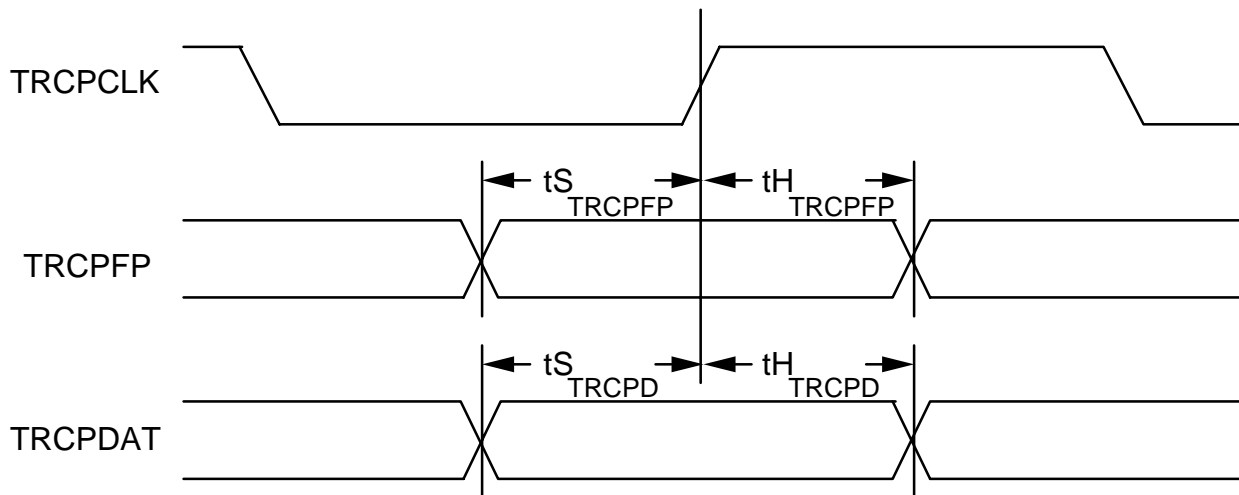 TRCPCLK
tS TRCPFP tH TRCPFP
TRCPFP
tS TRCPD tH TRCPD
TRCPDAT